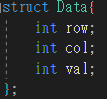 struct Data{
    int row;
    int col;
    int val;
};